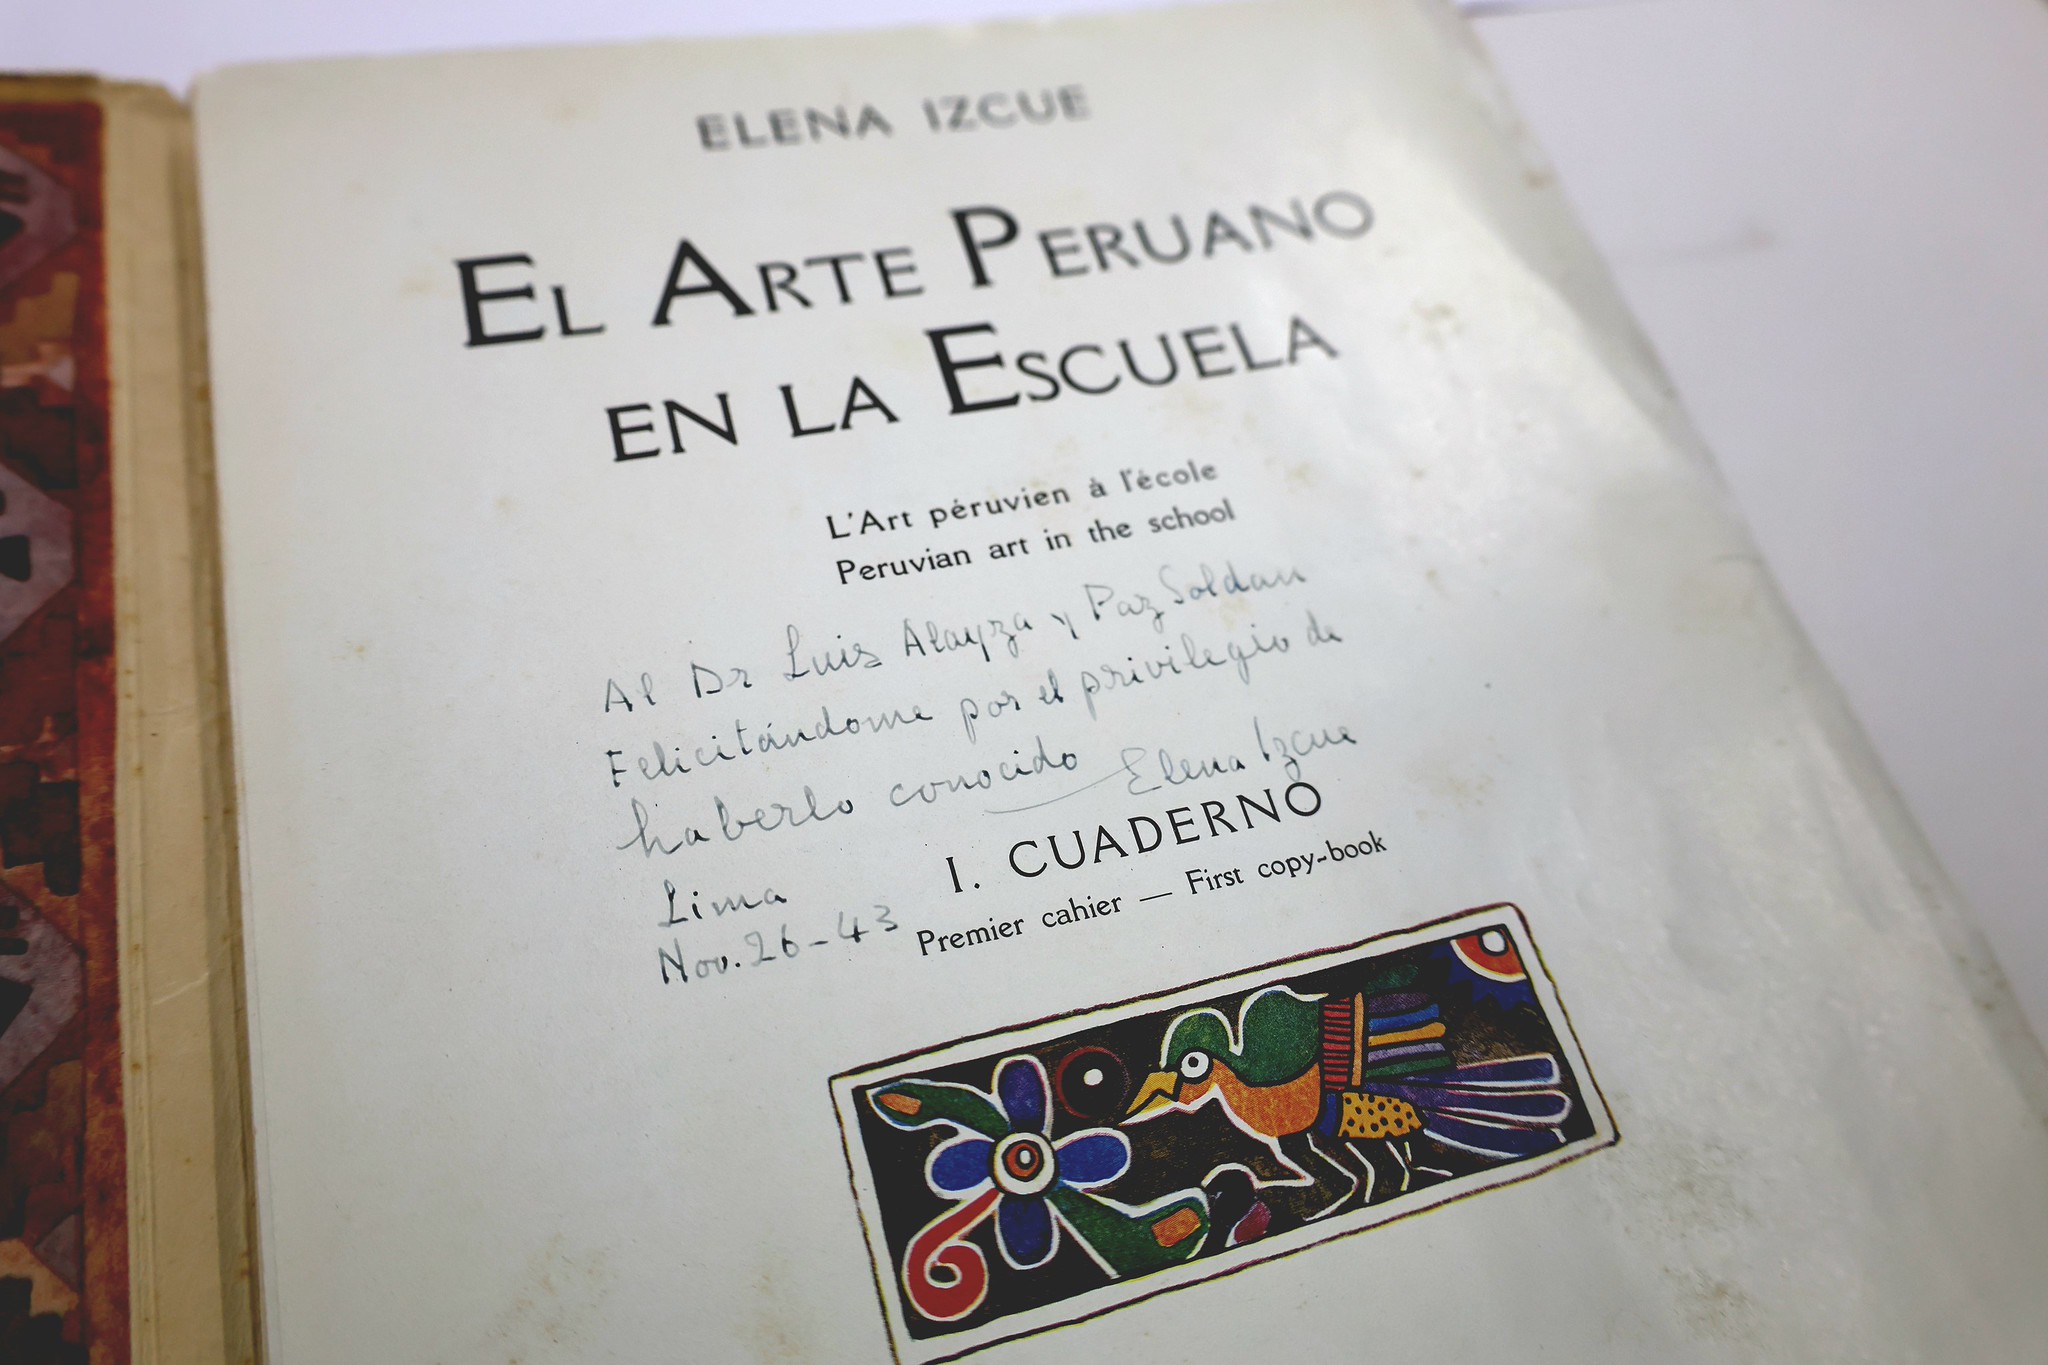 ELENA IZCUE
EL ARTE PERUANO
EN LA ESCUELA
L'Art péruvien à l'école
Peruvian art in the school
Al Dr Luis Alayza y Paz Soldan
Felicitándome por el privilegio de
haberlo conocido Elena Izcue
I. CUADERNO
Premier cahier — First copy-book
Lima
Nov. 26-43